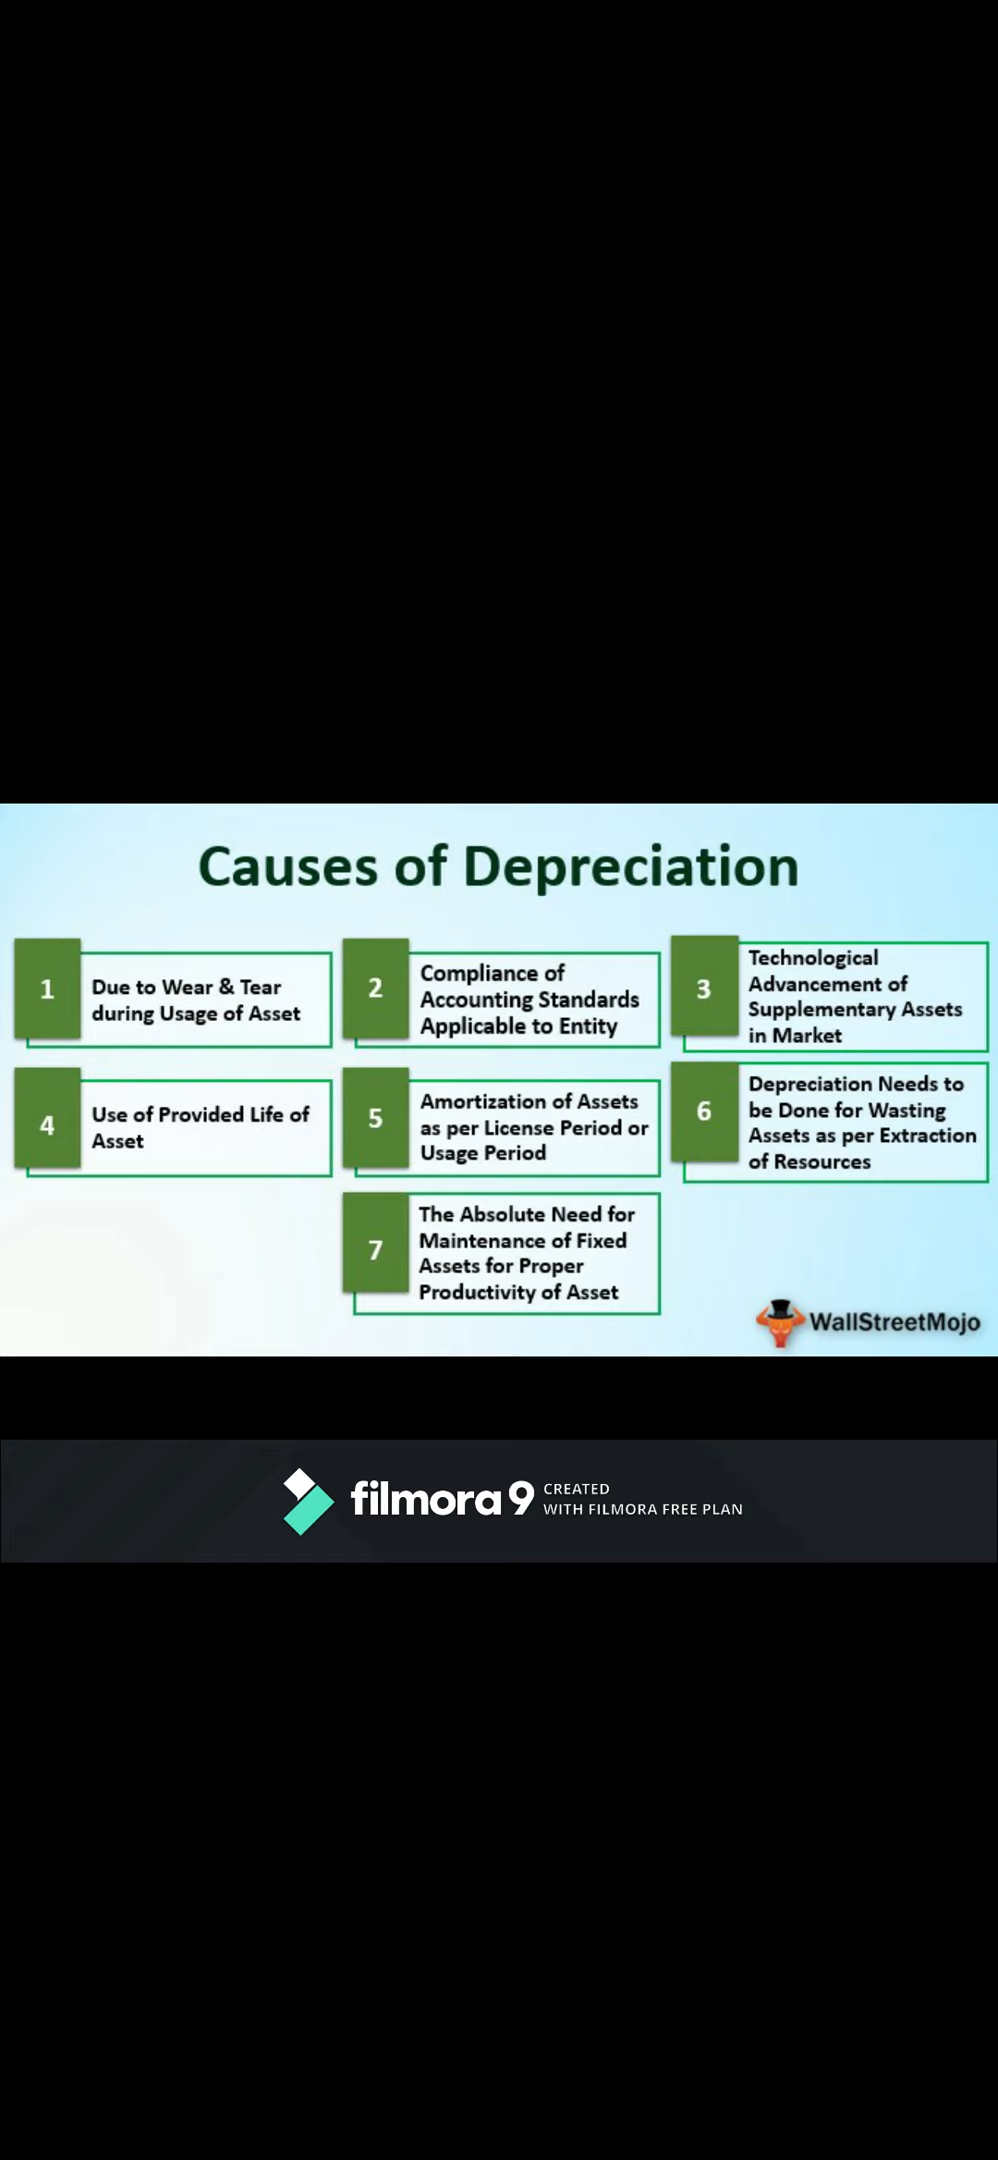 Causes of Depreciation
1
Due to Wear & Tear
during Usage of Asset
2
Compliance of
Accounting Standards
Applicable to Entity
3
Technological
Advancement of
Supplementary Assets
in Market
4
Use of Provided Life of
Asset
5
Amortization of Assets
as per License Period or
Usage Period
6
Depreciation Needs to
be Done for Wasting
Assets as per Extraction
of Resources
7
The Absolute Need for
Maintenance of Fixed
Assets for Proper
Productivity of Asset
WallStreetMojo
filmora 9
CREATED
WITH FILMORA FREE PLAN